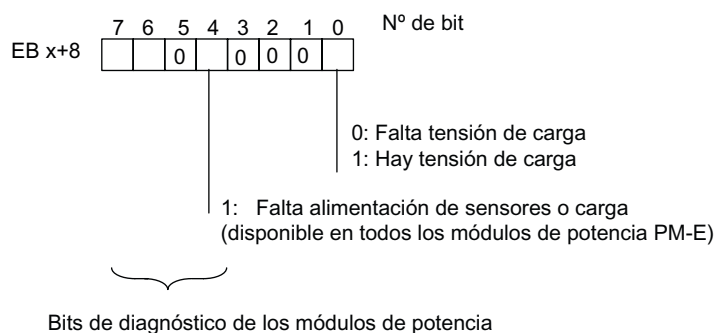 7 6 5 4 3 2 1 0 Nº de bit
EB x+8 0 0 0 0
0: Falta tensión de carga
1: Hay tensión de carga
1: Falta alimentación de sensores o carga
(disponible en todos los módulos de potencia PM-E)
Bits de diagnóstico de los módulos de potencia